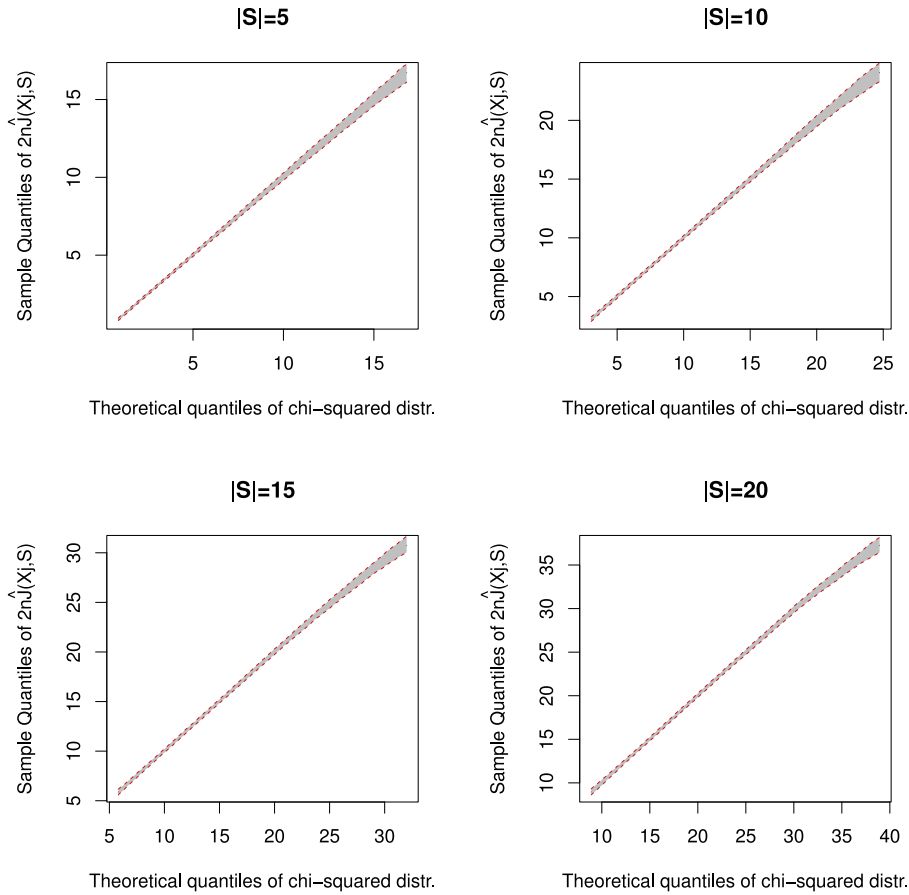 |S|=5
Sample Quantiles of 2nĴ(Xj,S)
15
10
5
5 10 15
Theoretical quantiles of chi−squared distr.
|S|=10
Sample Quantiles of 2nĴ(Xj,S)
20
15
10
5
5 10 15 20 25
Theoretical quantiles of chi−squared distr.
|S|=15
Sample Quantiles of 2nĴ(Xj,S)
30
25
20
15
10
5
5 10 15 20 25 30
Theoretical quantiles of chi−squared distr.
|S|=20
Sample Quantiles of 2nĴ(Xj,S)
35
30
25
20
15
10
10 15 20 25 30 35 40
Theoretical quantiles of chi−squared distr.